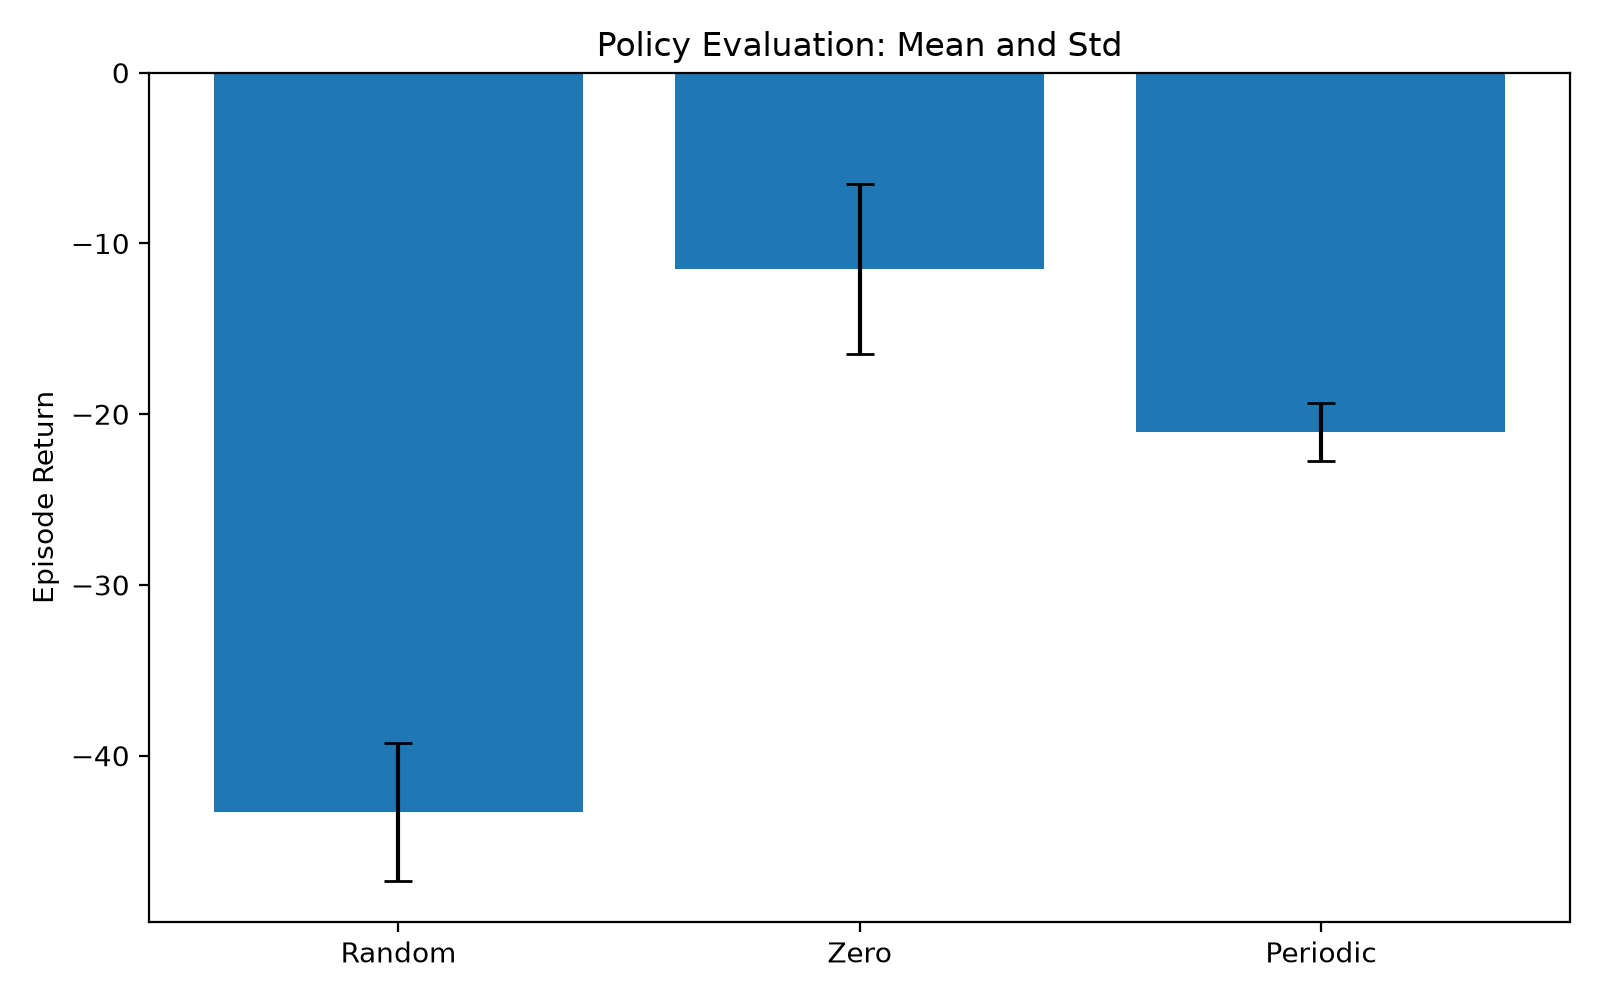 Policy Evaluation: Mean and Std
Episode Return
0
−10
−20
−30
−40
Random
Zero
Periodic